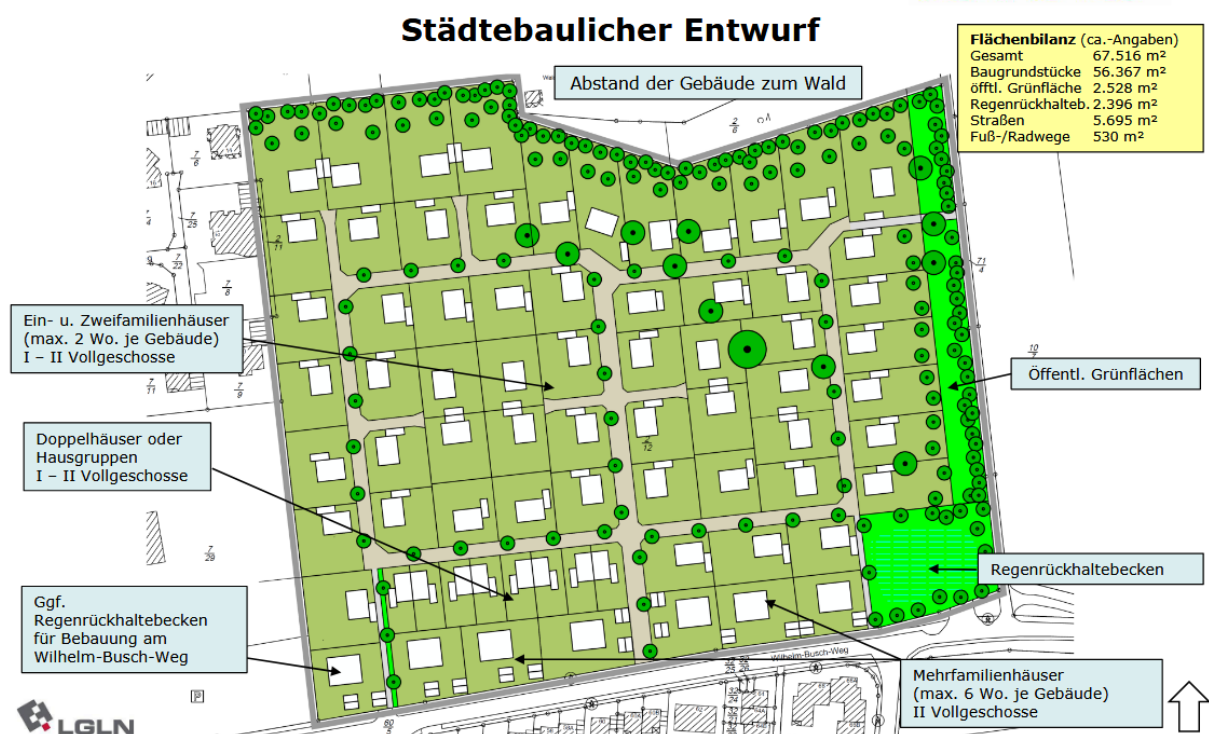 Städtebaulicher Entwurf
Flächenbilanz (ca.-Angaben)
Gesamt 67.516 m²
Baugrundstücke 56.367 m²
öfftl. Grünfläche 2.528 m²
Regenrückhalteb. 2.396 m²
Straßen 5.695 m²
Fuß-/Radwege 530 m²
Abstand der Gebäude zum Wald
Ein- u. Zweifamilienhäuser
(max. 2 Wo. je Gebäude)
I – II Vollgeschosse
Öffentl. Grünflächen
Doppelhäuser oder
Hausgruppen
I – II Vollgeschosse
Regenrückhaltebecken
Ggf.
Regenrückhaltebecken
für Bebauung am
Wilhelm-Busch-Weg
Wilhelm-Busch-Weg
Mehrfamilienhäuser
(max. 6 Wo. je Gebäude)
II Vollgeschosse
P
LGLN